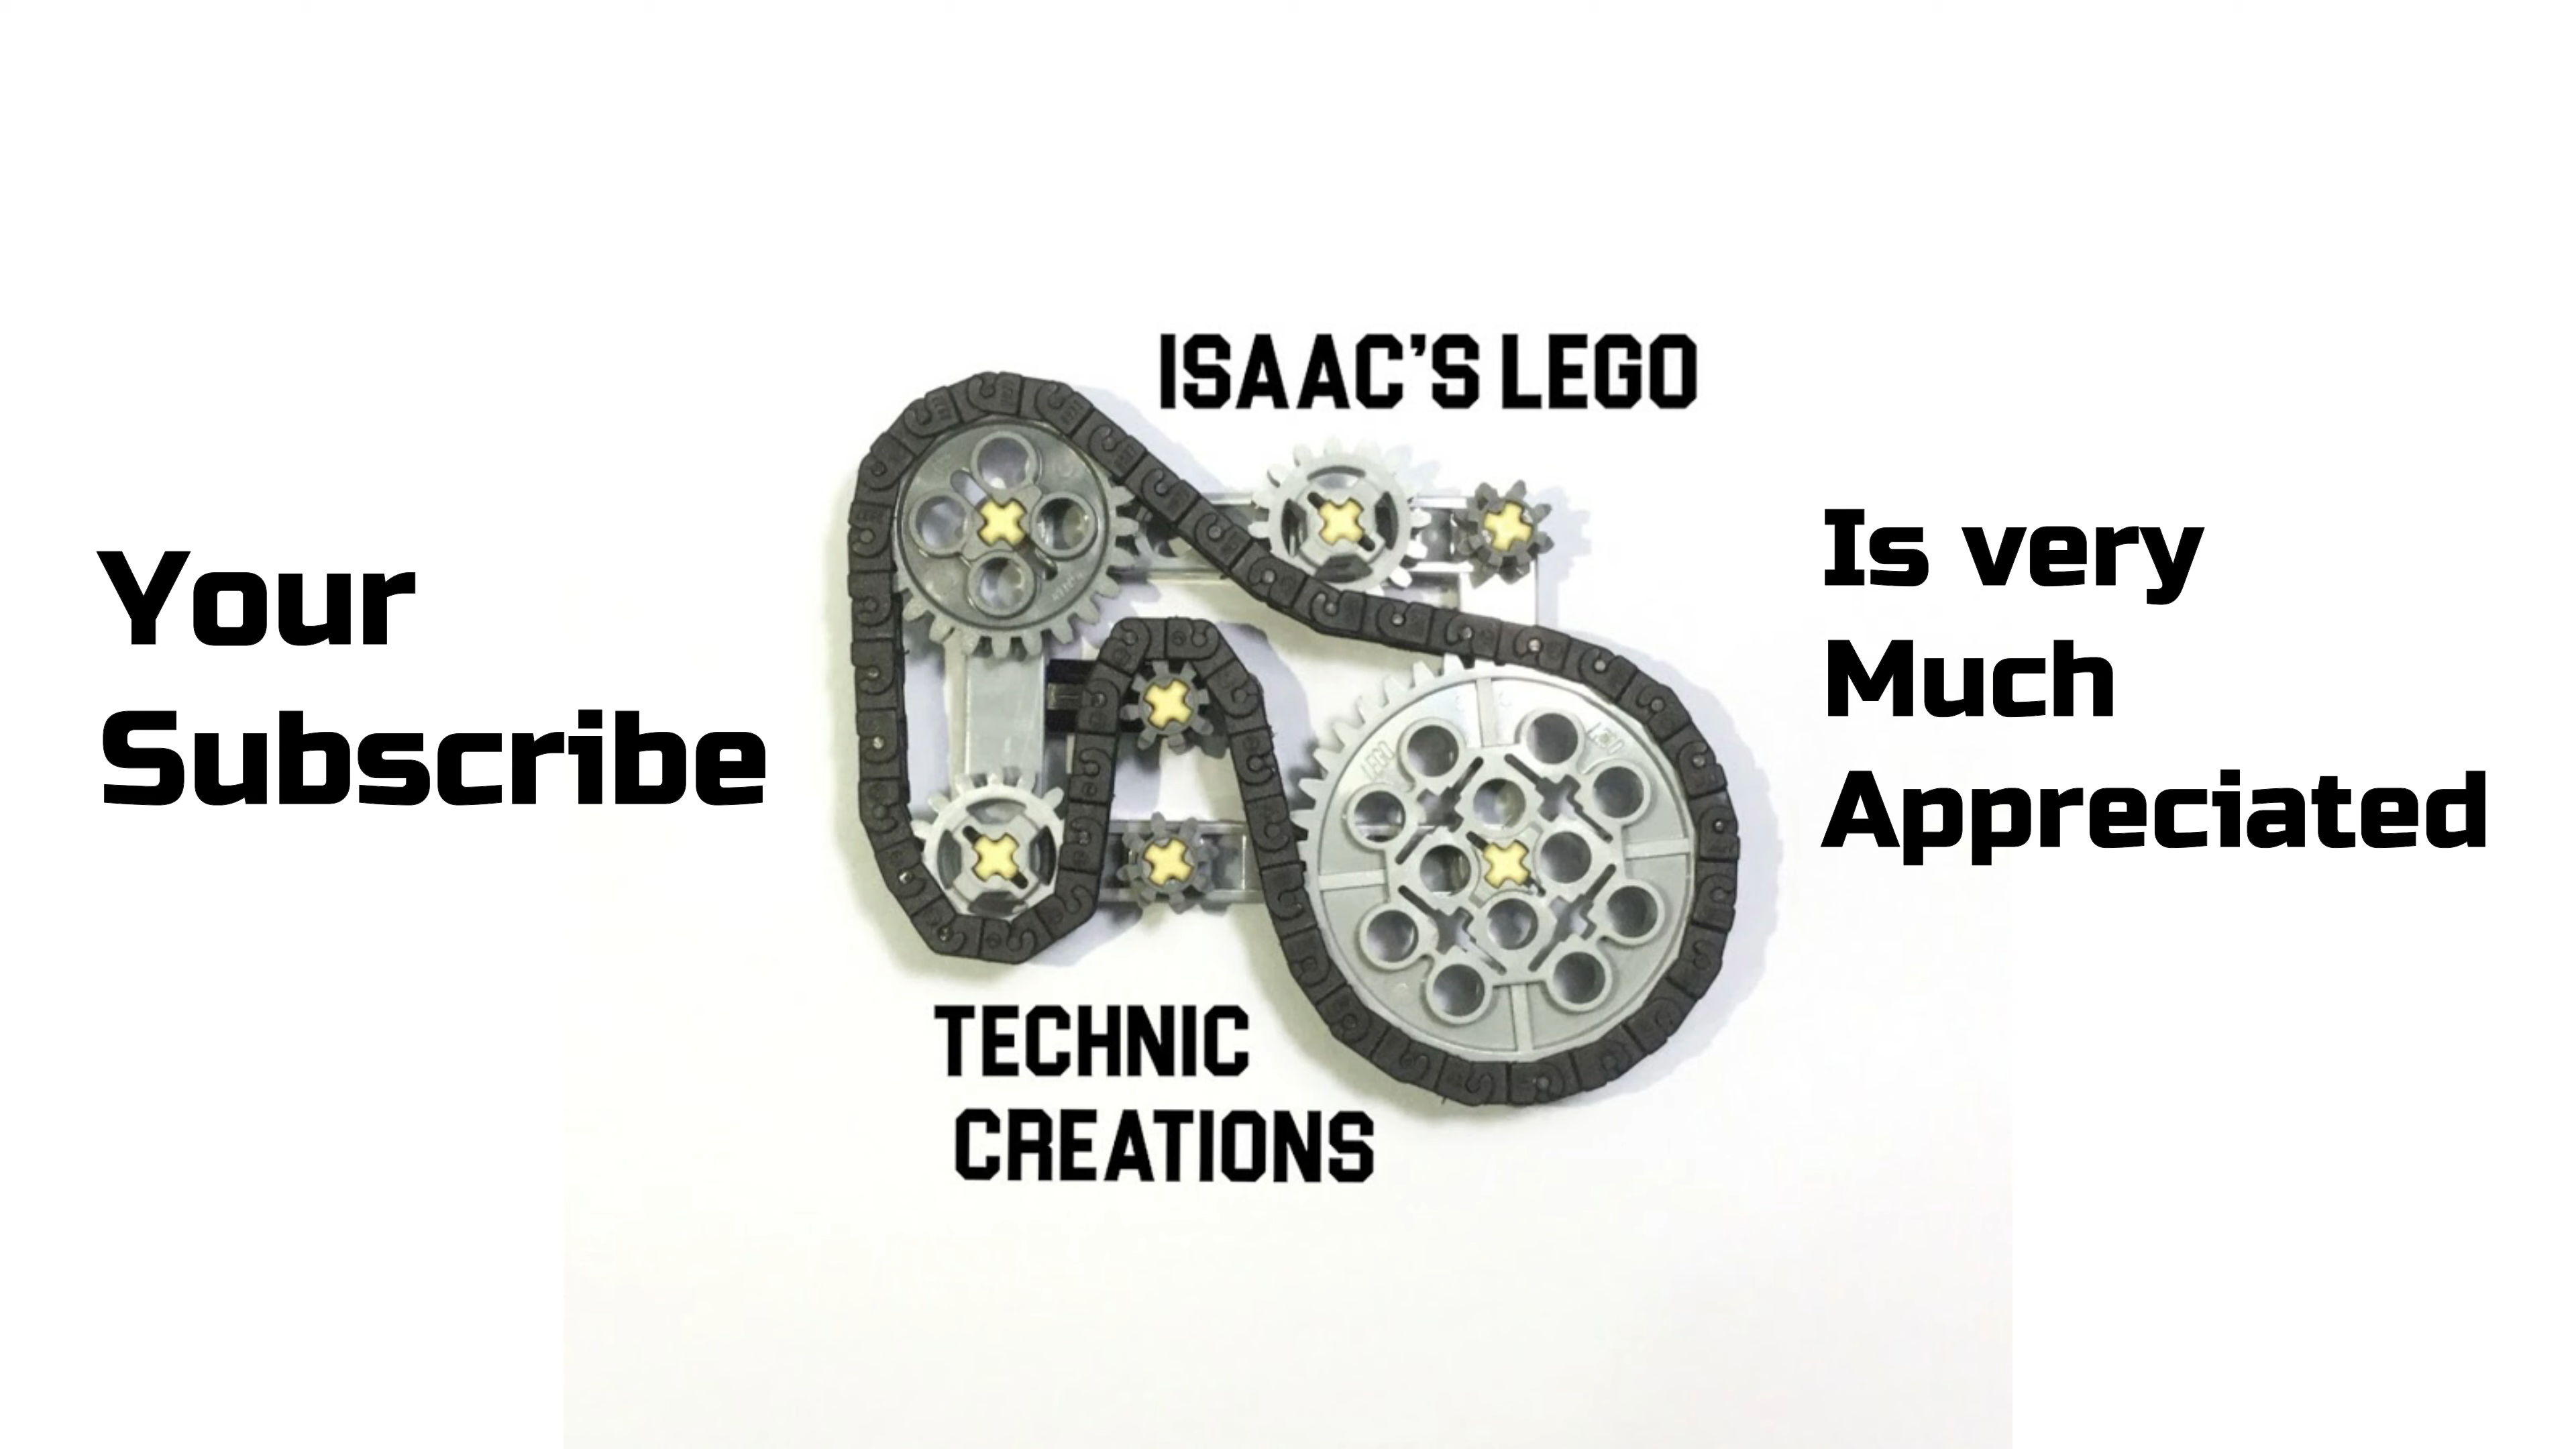 Your
Subscribe
ISAAC'S LEGO
TECHNIC
CREATIONS
Is very
Much
Appreciated